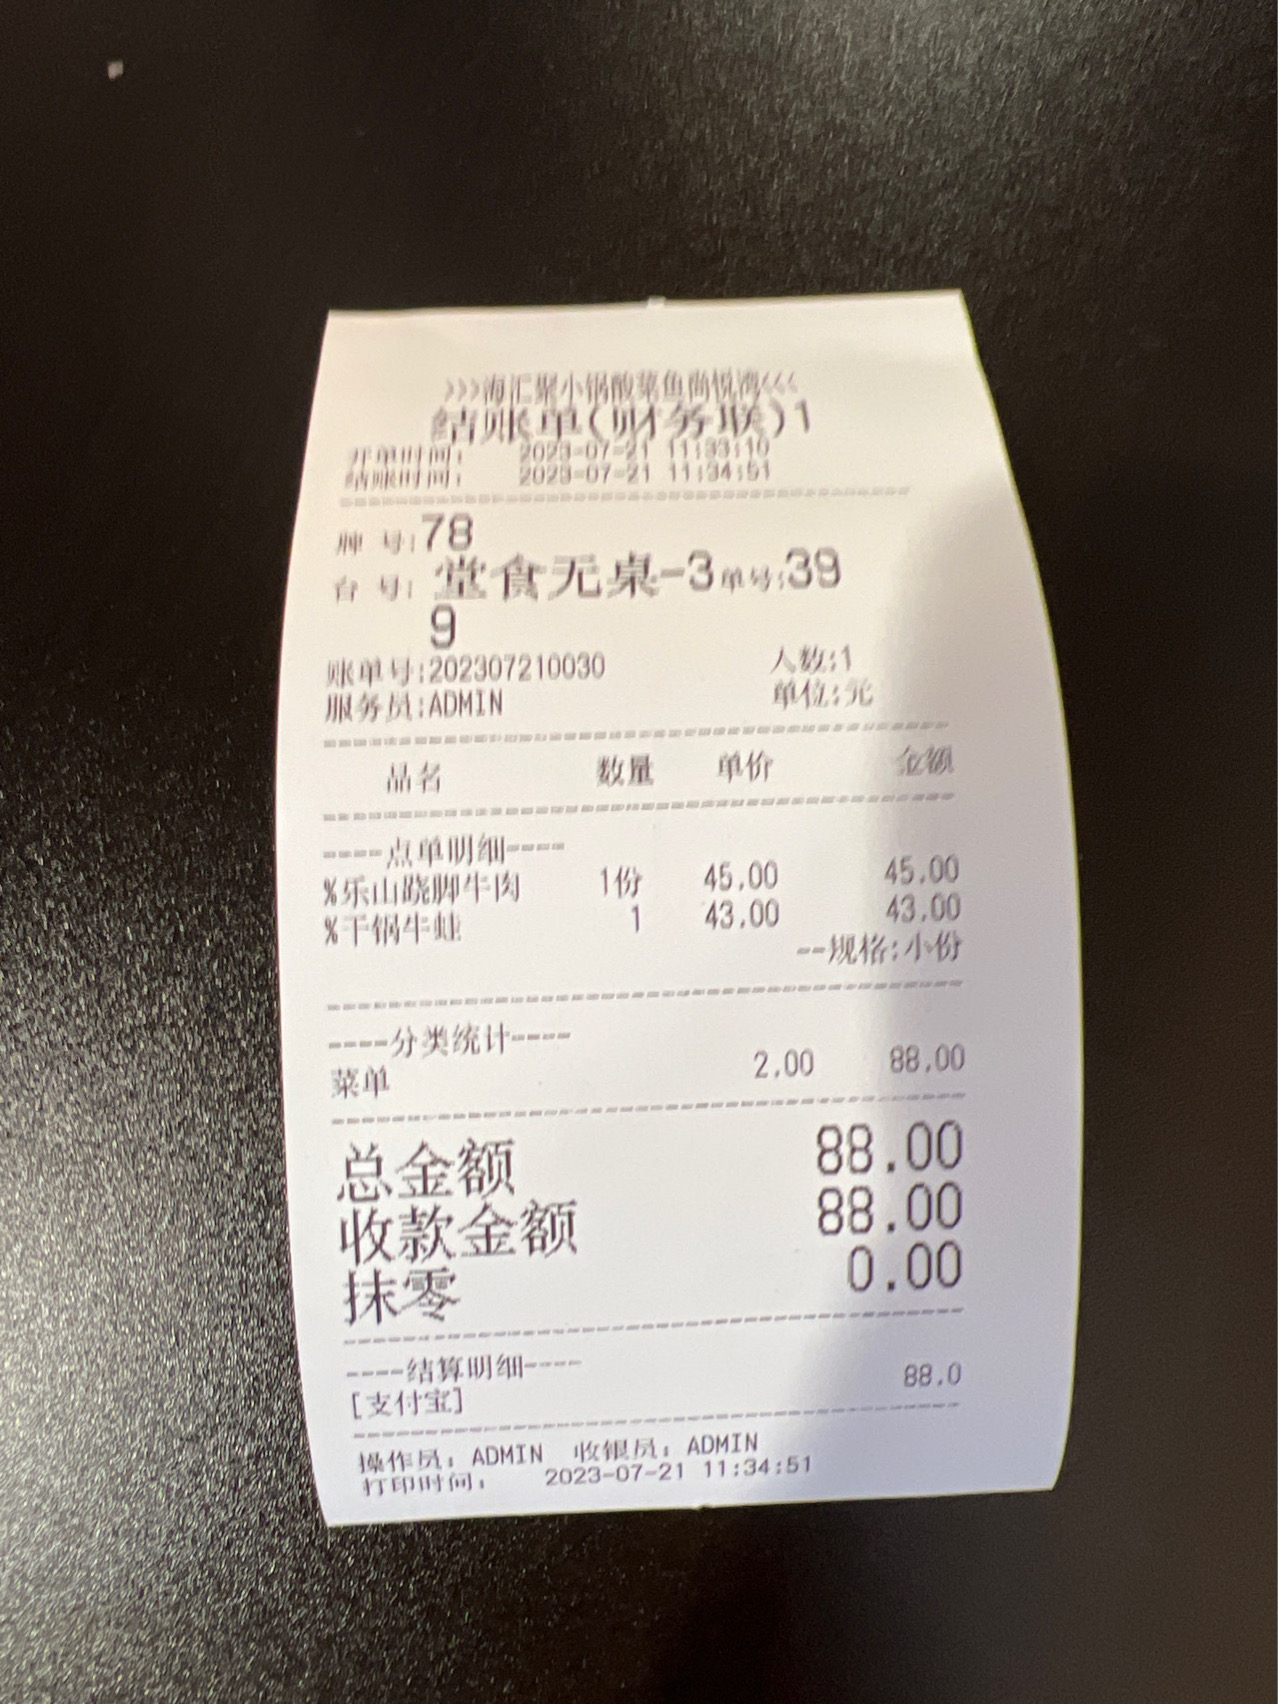 >>>海汇聚小锅酸菜鱼尚悦湾<<<
结账单(财务联)1
开单时间: 2023-07-21 11:33:10
结账时间: 2023-07-21 11:34:51
牌 号:78
台 号: 堂食无桌-3单号:39
9
账单号:202307210030 人数:1
服务员:ADMIN 单位:元
品名 数量 单价 金额
----点单明细----
%乐山跷脚牛肉 1份 45.00 45.00
%干锅牛蛙 1 43.00 43.00
--规格:小份
----分类统计----
菜单 2.00 88.00
总金额 88.00
收款金额 88.00
抹零 0.00
----结算明细----
[支付宝] 88.0
操作员: ADMIN 收银员: ADMIN
打印时间: 2023-07-21 11:34:51